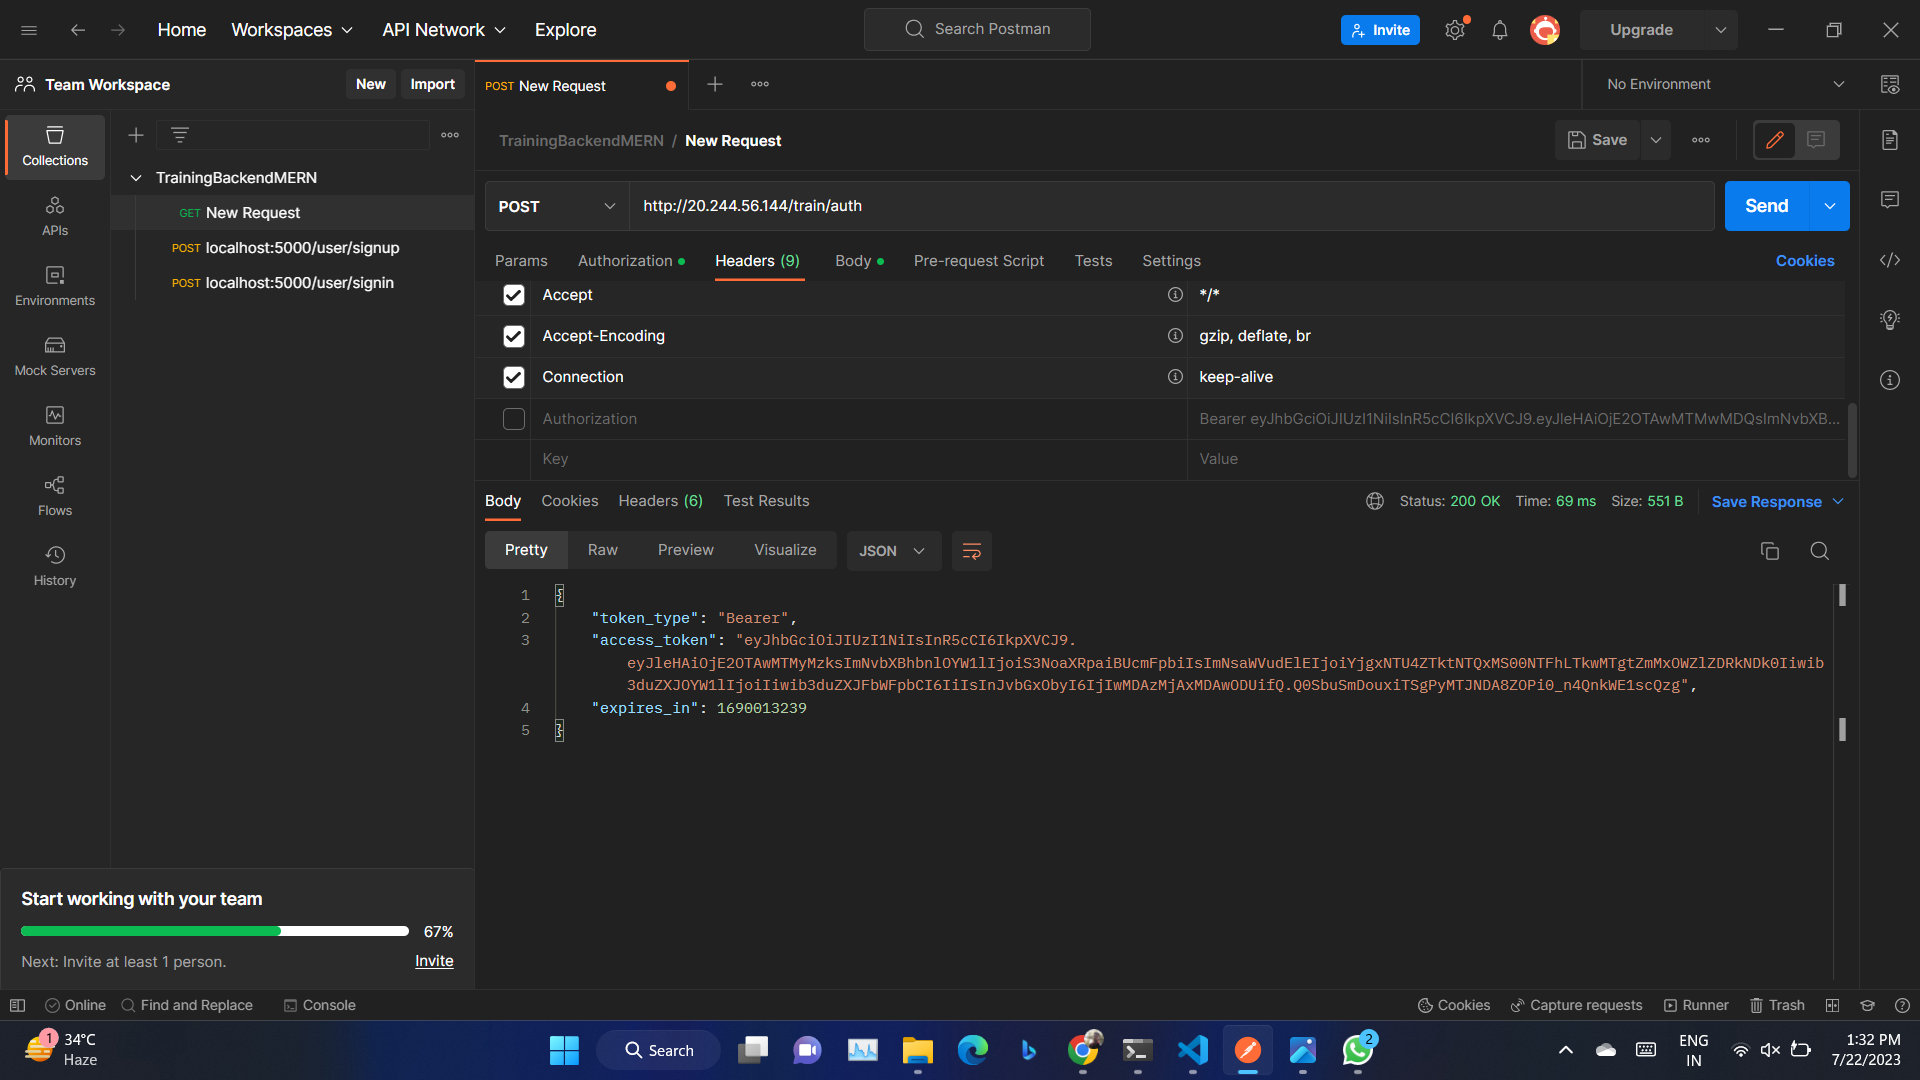 Home
Workspaces
API Network
Explore
Search Postman
Invite
Upgrade
Team Workspace
New
Import
POST New Request
No Environment
Collections
APIs
Environments
Mock Servers
Monitors
Flows
History
TrainingBackendMERN
GET New Request
POST localhost:5000/user/signup
POST localhost:5000/user/signin
TrainingBackendMERN / New Request
Save
POST
http://20.244.56.144/train/auth
Send
Params
Authorization
Headers (9)
Body
Pre-request Script
Tests
Settings
Cookies
Accept
*/*
Accept-Encoding
gzip, deflate, br
Connection
keep-alive
Authorization
Bearer eyJhbGciOiJIUzI1NiIsInR5cCI6IkpXVCJ9.eyJleHAiOjE2OTAwMTMwMDQsImNvbXB...
Key
Value
Body
Cookies
Headers (6)
Test Results
Status: 200 OK
Time: 69 ms
Size: 551 B
Save Response
Pretty
Raw
Preview
Visualize
JSON
1 {
2 "token_type": "Bearer",
3 "access_token": "eyJhbGciOiJIUzI1NiIsInR5cCI6IkpXVCJ9.
eyJleHAiOjE2OTAwMTMyMzksImNvbXBhbnlOYW1lIjoiS3NoaXRpaiBUcmFpbiIsImNsaWVudElEIjoiYjgxNTU4ZTktNTQxMS00NTFhLTkwMTgtZmMxOWZlZDRkNDk0Iiwib
3duZXJOYW1lIjoiIiwib3duZXJFbWFpbCI6IiIsInJvbGxObyI6IjIwMDAzMjAxMDAwODUifQ.Q0SbuSmDouxiTSgPyMTJNDA8ZOPi0_n4QnkWE1scQzg",
4 "expires_in": 1690013239
5 }
Start working with your team
67%
Next: Invite at least 1 person.
Invite
Online
Find and Replace
Console
Cookies
Capture requests
Runner
Trash
1
34°C
Haze
Search
2
ENG
IN
1:32 PM
7/22/2023